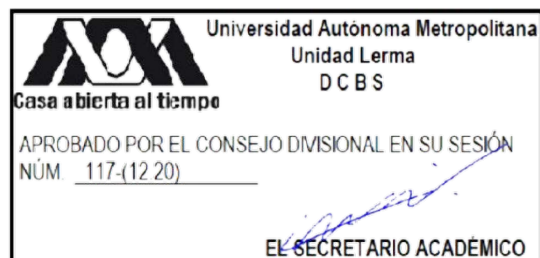 Universidad Autónoma Metropolitana
Unidad Lerma
D C B S
Casa abierta al tiempo
APROBADO POR EL CONSEJO DIVISIONAL EN SU SESIÓN
NÚM. 117-(12.20)
EL SECRETARIO ACADÉMICO